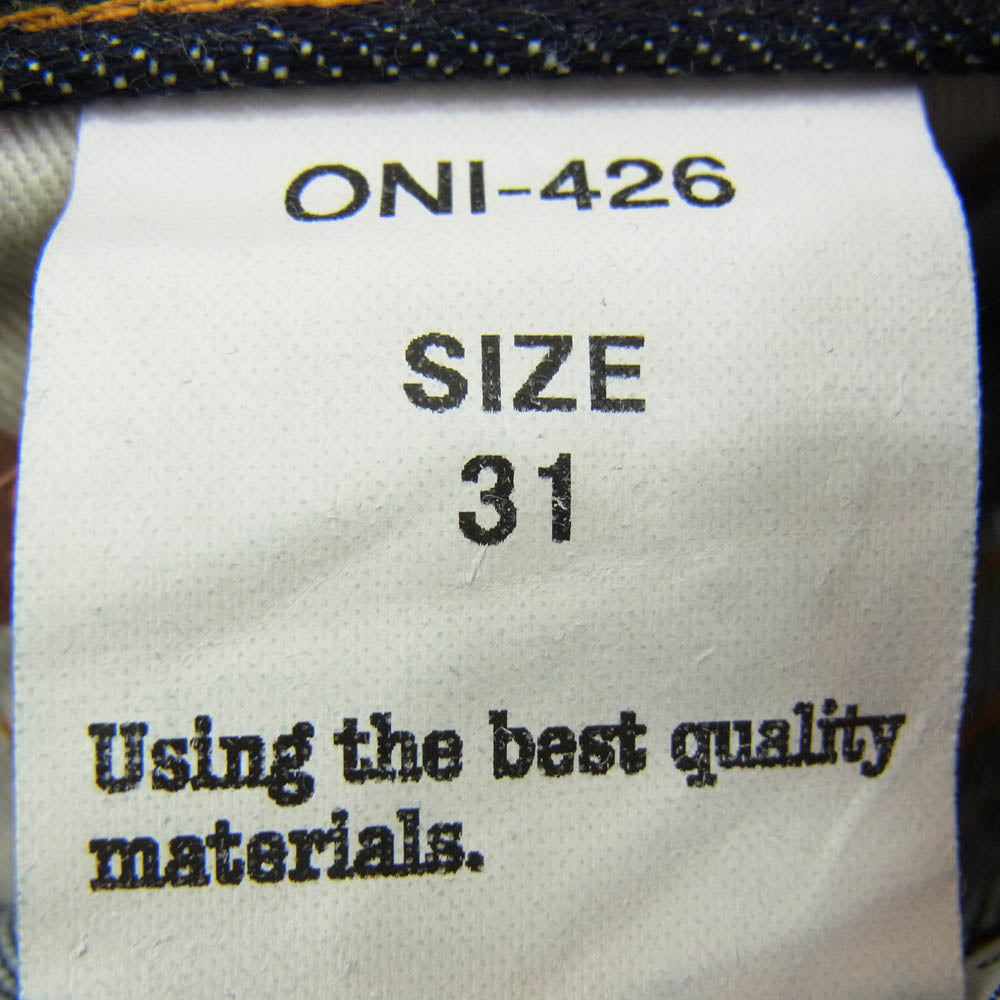 ONI-426
SIZE
31
Using the best quality
materials.